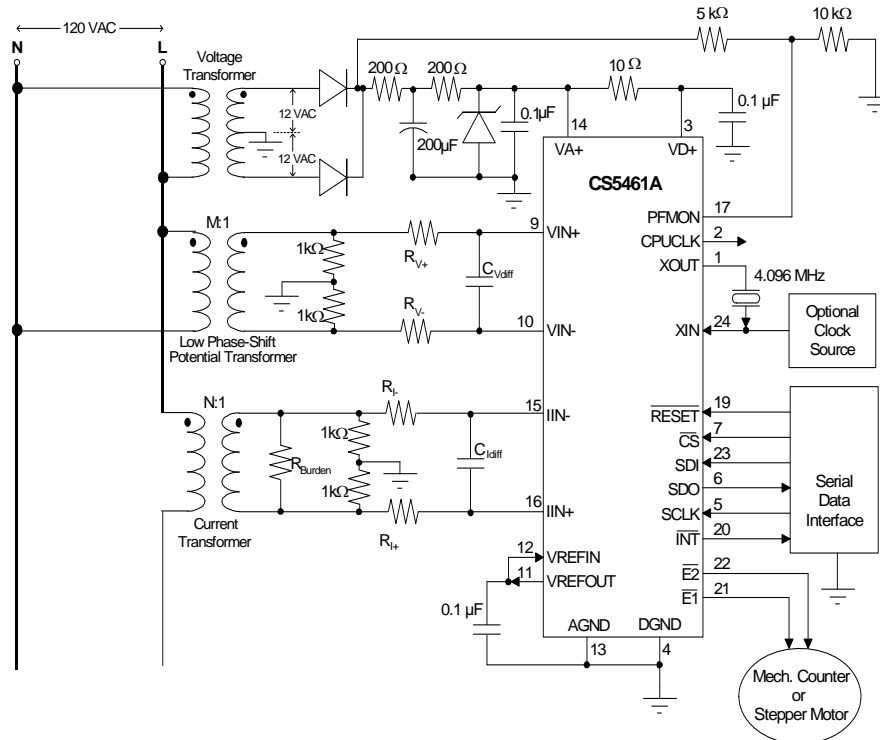 120 VAC
N
L
Voltage
Transformer
12 VAC
12 VAC
200Ω
200Ω
200µF
0.1µF
10 Ω
5 kΩ
10 kΩ
0.1 µF
14
VA+
3
VD+
CS5461A
PFMON
17
CPUCLK
2
XOUT
1
4.096 MHz
XIN
24
Optional
Clock
Source
M:1
1kΩ
1kΩ
RV+
RV-
CVdiff
9
VIN+
10
VIN-
Low Phase-Shift
Potential Transformer
N:1
RBurden
1kΩ
1kΩ
RI-
RI+
CIdiff
15
IIN-
16
IIN+
Current
Transformer
RESET
19
CS
7
SDI
23
SDO
6
SCLK
5
INT
20
Serial
Data
Interface
12
VREFIN
11
VREFOUT
0.1 µF
E2
22
E1
21
AGND
13
DGND
4
Mech. Counter
or
Stepper Motor